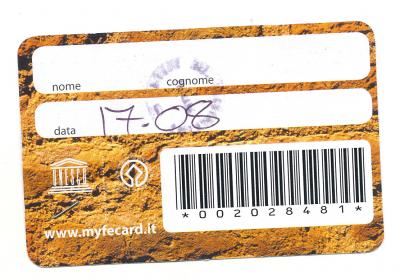 nome cognome
data 17-08
*002028481*
www.myfecard.it